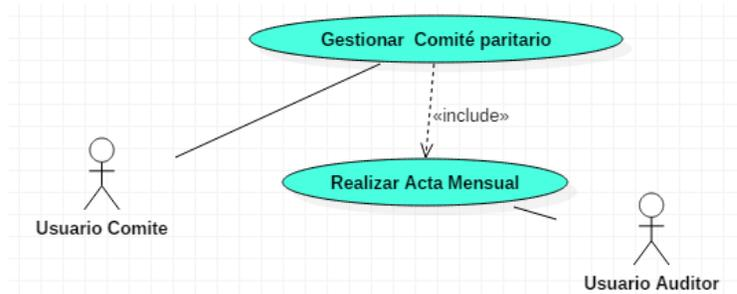 Gestionar Comité paritario
«include»
Realizar Acta Mensual
Usuario Comite
Usuario Auditor